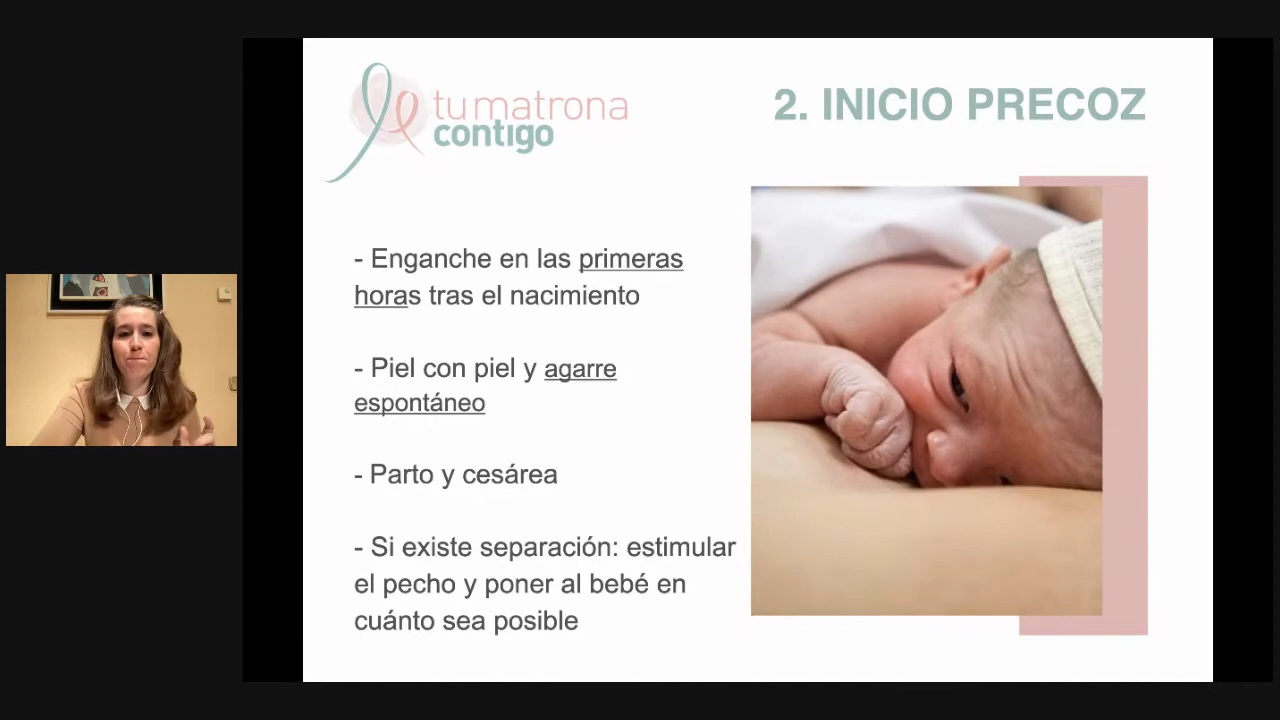 tu matrona
contigo
2. INICIO PRECOZ
- Enganche en las primeras
horas tras el nacimiento
- Piel con piel y agarre
espontáneo
- Parto y cesárea
- Si existe separación: estimular
el pecho y poner al bebé en
cuánto sea posible